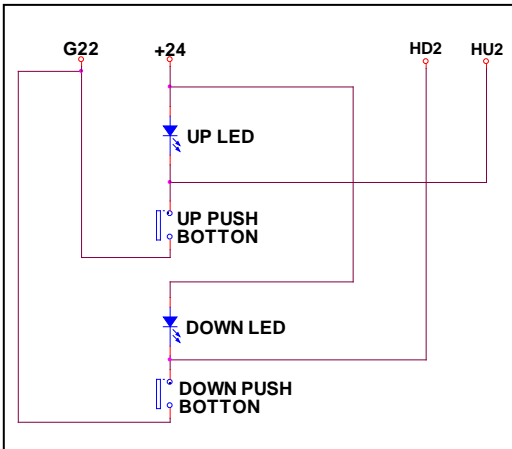 G22 +24 HD2 HU2
UP LED
UP PUSH
BOTTON
DOWN LED
DOWN PUSH
BOTTON